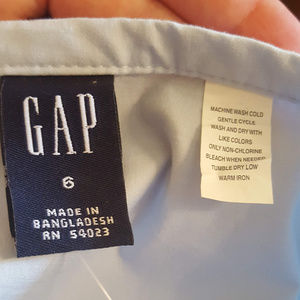 GAP
6
MADE IN
BANGLADESH
RN 54023
MACHINE WASH COLD
GENTLE CYCLE
WASH AND DRY WITH
LIKE COLORS
ONLY NON-CHLORINE
BLEACH WHEN NEEDED
TUMBLE DRY LOW
WARM IRON